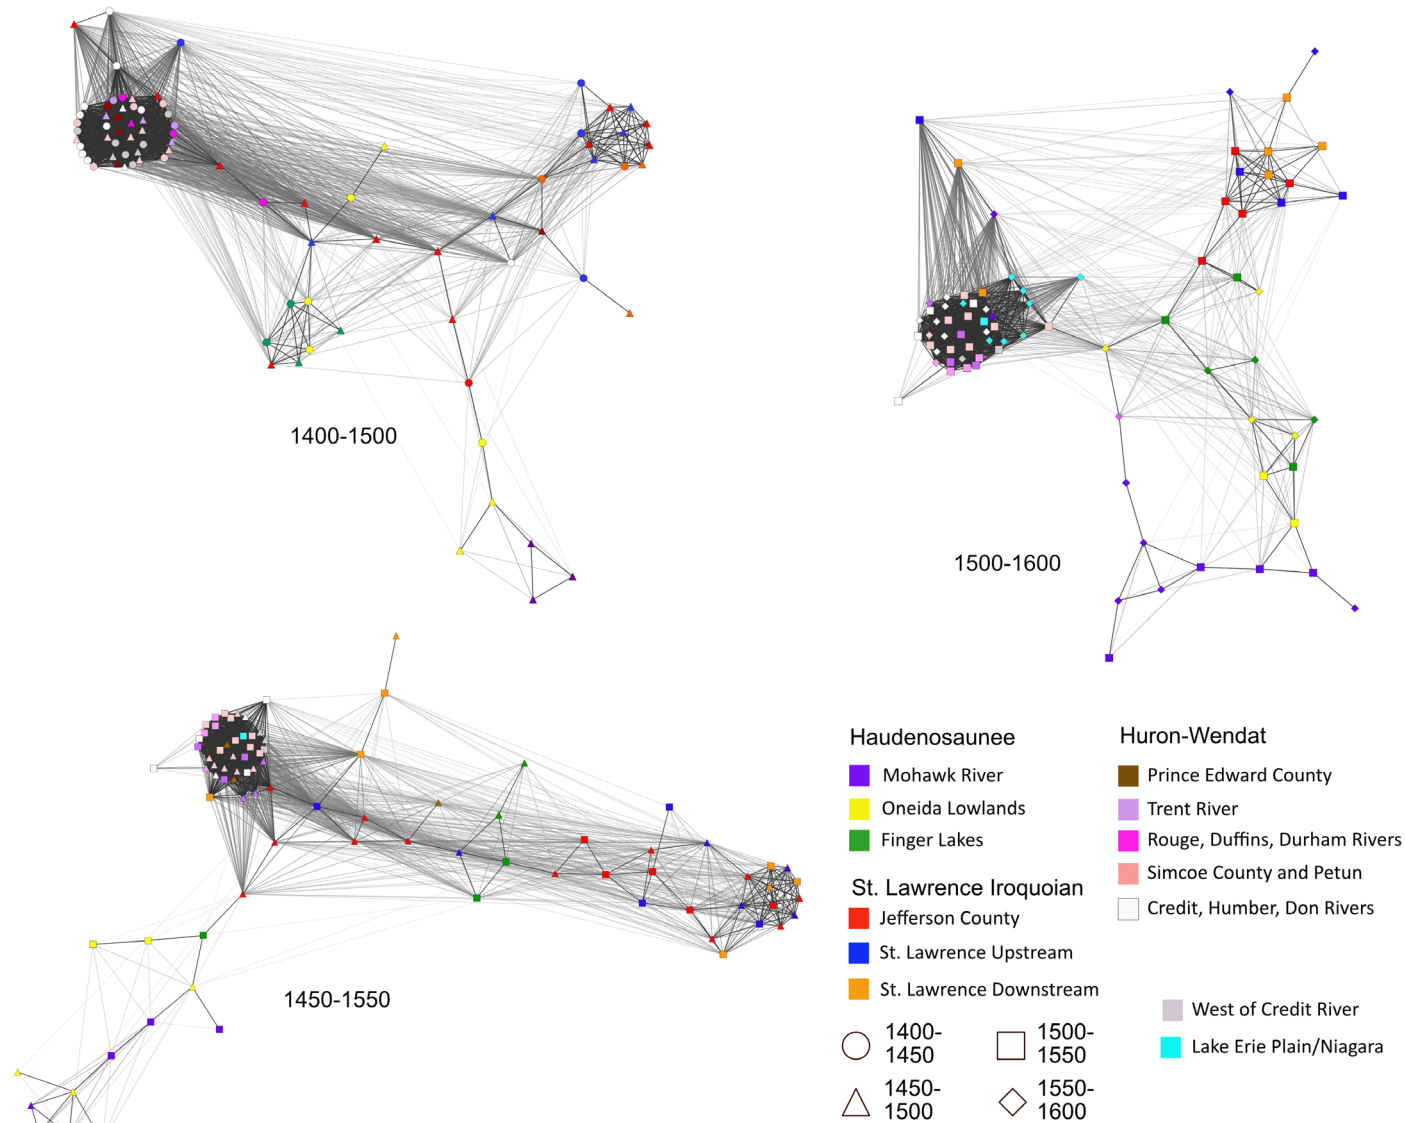 1400-1500
1500-1600
1450-1550
Haudenosaunee
Mohawk River
Oneida Lowlands
Finger Lakes
St. Lawrence Iroquoian
Jefferson County
St. Lawrence Upstream
St. Lawrence Downstream
1400-
1450
1500-
1550
1450-
1500
1550-
1600
Huron-Wendat
Prince Edward County
Trent River
Rouge, Duffins, Durham Rivers
Simcoe County and Petun
Credit, Humber, Don Rivers
West of Credit River
Lake Erie Plain/Niagara